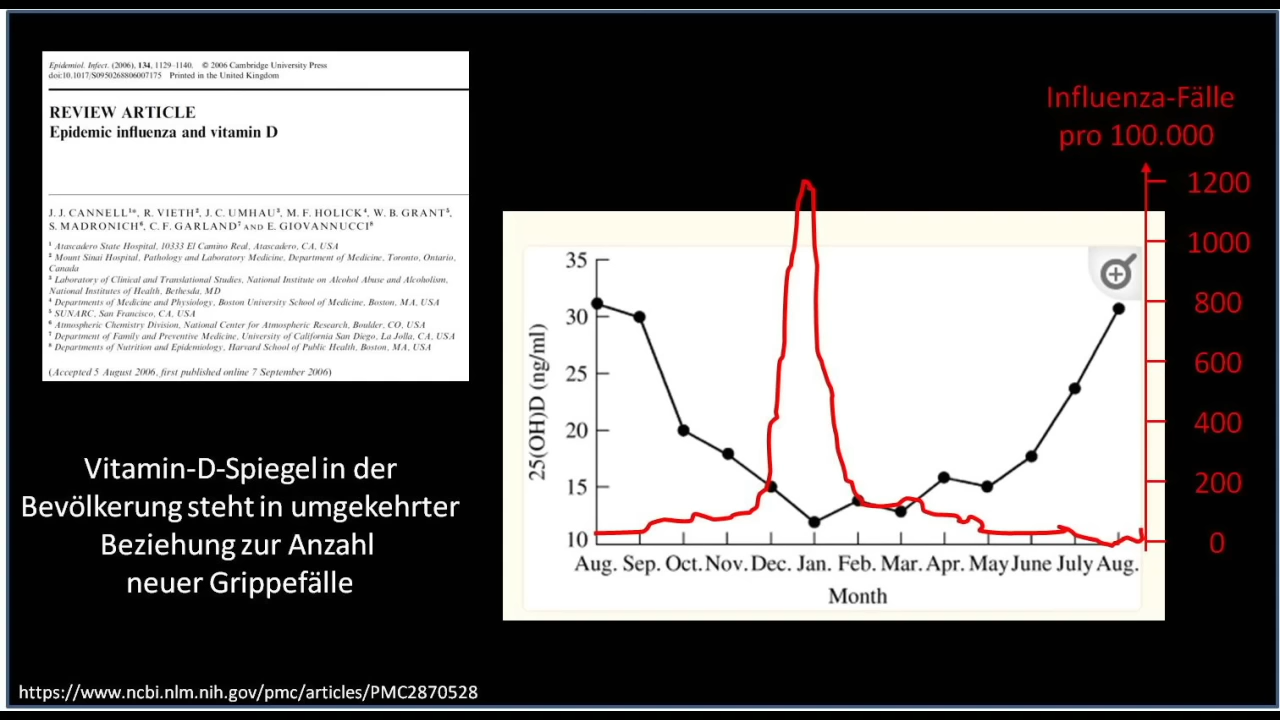 Epidemiol. Infect. (2006), 134, 1129–1140. © 2006 Cambridge University Press
doi:10.1017/S0950268806007175 Printed in the United Kingdom
REVIEW ARTICLE
Epidemic influenza and vitamin D
J. J. CANNELL¹*, R. VIETH², J. C. UMHAU³, M. F. HOLICK⁴, W. B. GRANT⁵,
S. MADRONICH⁶, C. F. GARLAND⁷ AND E. GIOVANNUCCI⁸
¹ Atascadero State Hospital, 10333 El Camino Real, Atascadero, CA, USA
² Mount Sinai Hospital, Pathology and Laboratory Medicine, Department of Medicine, Toronto, Ontario,
Canada
³ Laboratory of Clinical and Translational Studies, National Institute on Alcohol Abuse and Alcoholism,
National Institutes of Health, Bethesda, MD
⁴ Departments of Medicine and Physiology, Boston University School of Medicine, Boston, MA, USA
⁵ SUNARC, San Francisco, CA, USA
⁶ Atmospheric Chemistry Division, National Center for Atmospheric Research, Boulder, CO, USA
⁷ Department of Family and Preventive Medicine, University of California San Diego, La Jolla, CA, USA
⁸ Departments of Nutrition and Epidemiology, Harvard School of Public Health, Boston, MA, USA
(Accepted 5 August 2006, first published online 7 September 2006)
Vitamin-D-Spiegel in der
Bevölkerung steht in umgekehrter
Beziehung zur Anzahl
neuer Grippefälle
https://www.ncbi.nlm.nih.gov/pmc/articles/PMC2870528
Influenza-Fälle
pro 100.000
1200
1000
800
600
400
200
0
25(OH)D (ng/ml)
35
30
25
20
15
10
Aug. Sep. Oct. Nov. Dec. Jan. Feb. Mar. Apr. May June July Aug.
Month